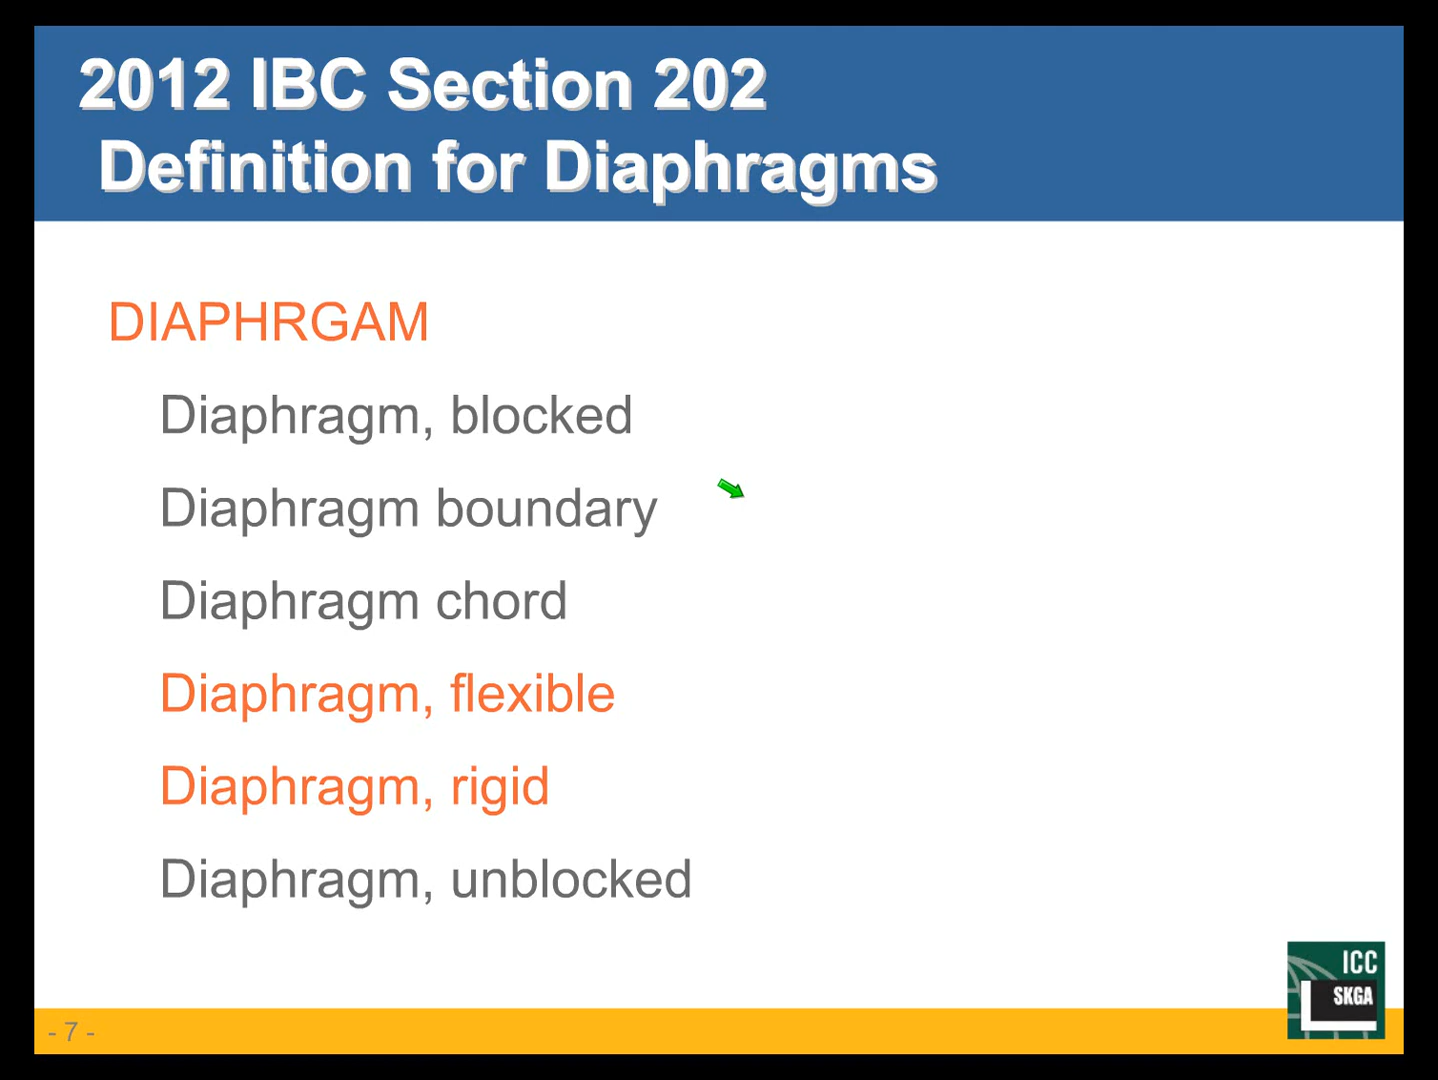 2012 IBC Section 202
Definition for Diaphragms
DIAPHRGAM
Diaphragm, blocked
Diaphragm boundary
Diaphragm chord
Diaphragm, flexible
Diaphragm, rigid
Diaphragm, unblocked
ICC
SKGA
- 7 -